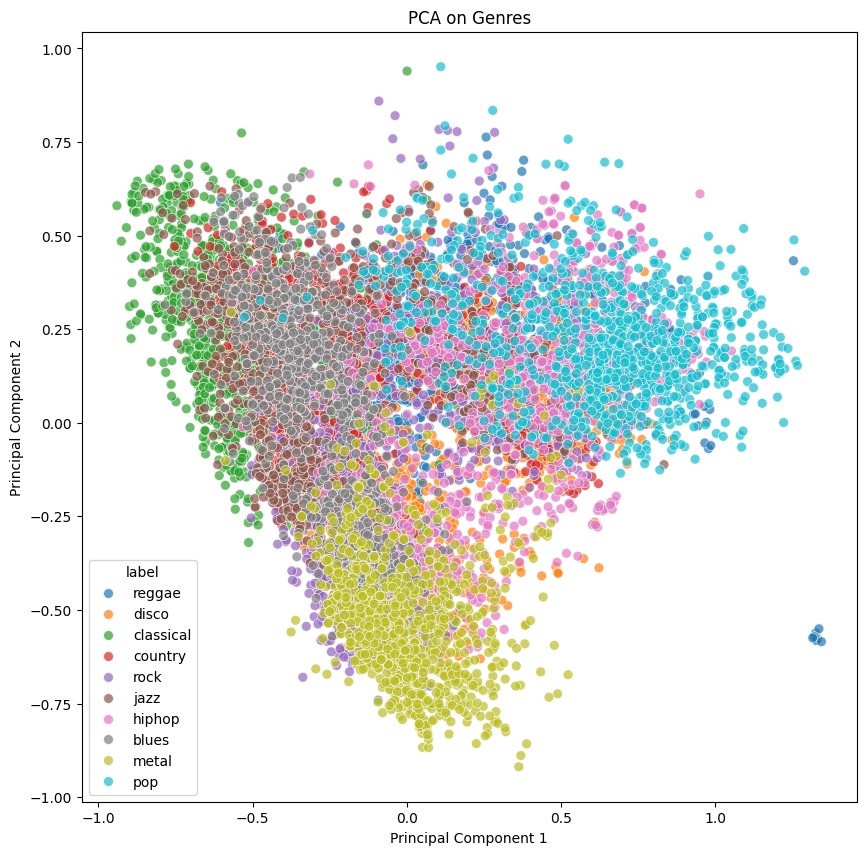 PCA on Genres
1.00
0.75
0.50
0.25
0.00
−0.25
−0.50
−0.75
−1.00
Principal Component 2
label
reggae
disco
classical
country
rock
jazz
hiphop
blues
metal
pop
−1.0
−0.5
0.0
0.5
1.0
Principal Component 1